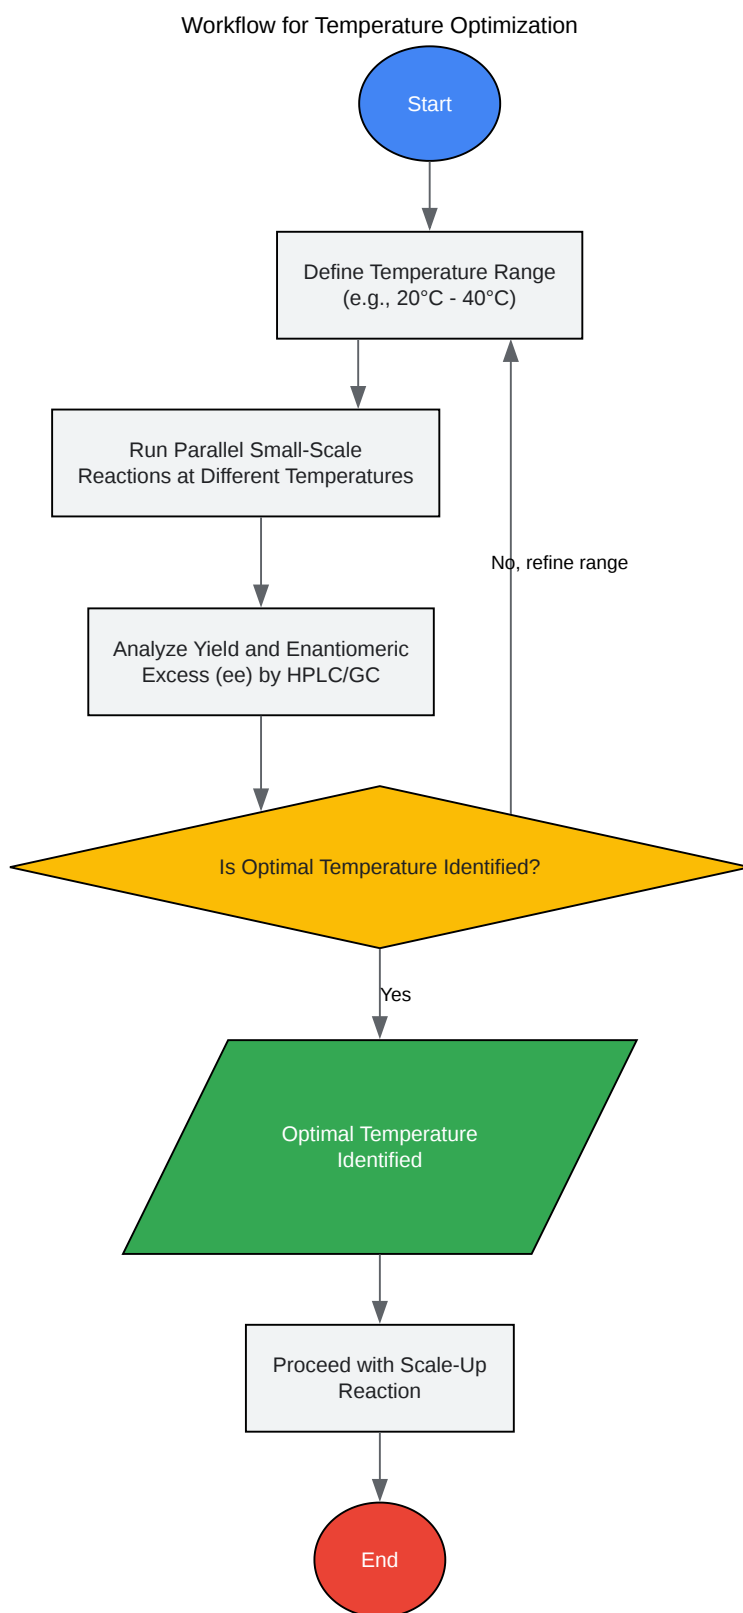 Workflow for Temperature Optimization
Start
Define Temperature Range
(e.g., 20°C - 40°C)
Run Parallel Small-Scale
Reactions at Different Temperatures
No, refine range
Analyze Yield and Enantiomeric
Excess (ee) by HPLC/GC
Is Optimal Temperature Identified?
Yes
Optimal Temperature
Identified
Proceed with Scale-Up
Reaction
End